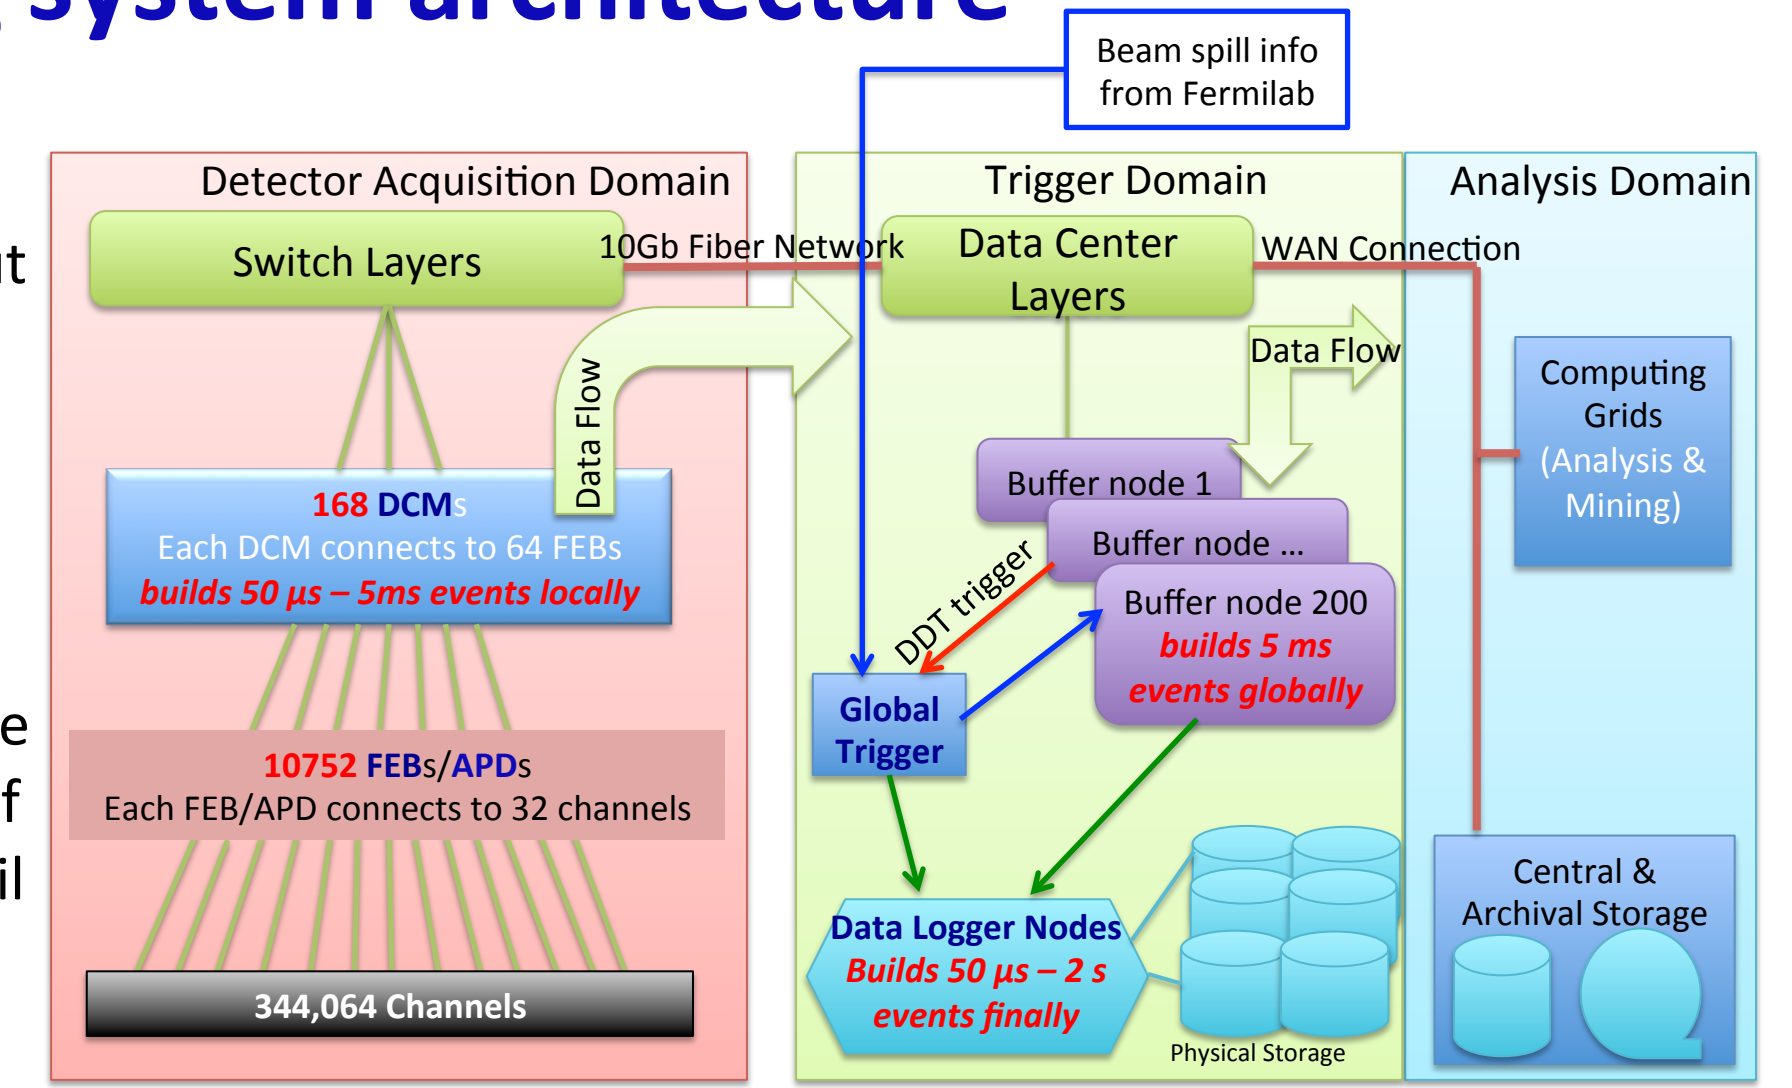 system architecture
Beam spill info
from Fermilab
Detector Acquisition Domain
Switch Layers
10Gb Fiber Network
Data Flow
168 DCMs
Each DCM connects to 64 FEBs
builds 50 µs – 5ms events locally
10752 FEBs/APDs
Each FEB/APD connects to 32 channels
344,064 Channels
Trigger Domain
Data Center
Layers
WAN Connection
Data Flow
Buffer node 1
Buffer node ...
Buffer node 200
builds 5 ms
events globally
DDT trigger
Global
Trigger
Data Logger Nodes
Builds 50 µs – 2 s
events finally
Physical Storage
Analysis Domain
Computing
Grids
(Analysis &
Mining)
Central &
Archival Storage